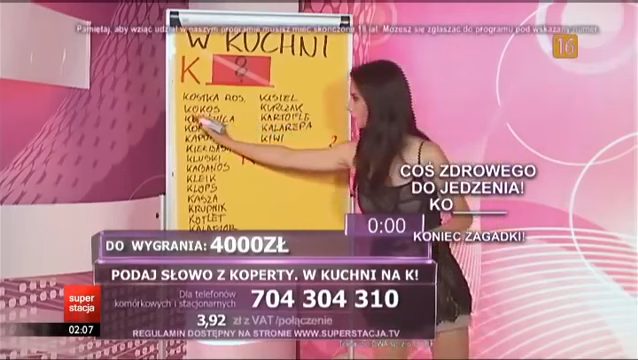 Pamiętaj, aby wziąć udział w naszym programie musisz mieć skończone 18 lat. Możesz się zgłaszać do programu pod wskazany numer.
16
W KUCHNI
K
KOSTKA ROS.
KOKOS
KIEŁBASA
KLUSKI
KABANOS
KLEIK
KLOPS
KASZA
KRUPNIK
KOTLET
KISIEL
KURCZAK
KARTOFLE
KALAREPA
KIWI
COŚ ZDROWEGO
DO JEDZENIA!
KO
0:00
KONIEC ZAGADKI!
DO WYGRANIA: 4000ZŁ
PODAJ SŁOWO Z KOPERTY. W KUCHNI NA K!
Dla telefonów
komórkowych i stacjonarnych
704 304 310
3,92 zł z VAT /połączenie
REGULAMIN DOSTĘPNY NA STRONIE WWW.SUPERSTACJA.TV
super
stacja
02:07